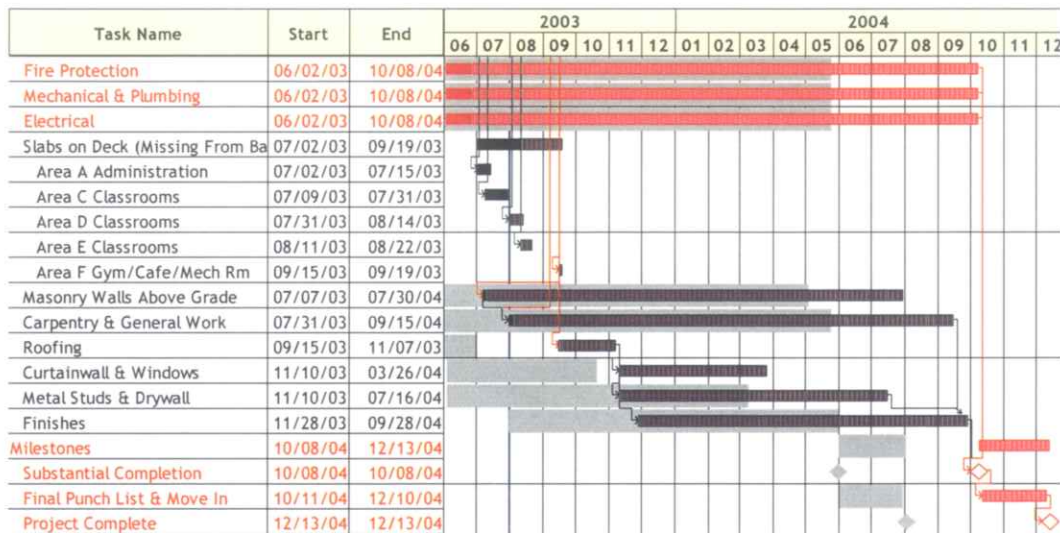 Task Name Start End 2003 2004
06 07 08 09 10 11 12 01 02 03 04 05 06 07 08 09 10 11 12
Fire Protection 06/02/03 10/08/04
Mechanical & Plumbing 06/02/03 10/08/04
Electrical 06/02/03 10/08/04
Slabs on Deck (Missing From Ba 07/02/03 09/19/03
Area A Administration 07/02/03 07/15/03
Area C Classrooms 07/09/03 07/31/03
Area D Classrooms 07/31/03 08/14/03
Area E Classrooms 08/11/03 08/22/03
Area F Gym/Cafe/Mech Rm 09/15/03 09/19/03
Masonry Walls Above Grade 07/07/03 07/30/04
Carpentry & General Work 07/31/03 09/15/04
Roofing 09/15/03 11/07/03
Curtainwall & Windows 11/10/03 03/26/04
Metal Studs & Drywall 11/10/03 07/16/04
Finishes 11/28/03 09/28/04
Milestones 10/08/04 12/13/04
Substantial Completion 10/08/04 10/08/04
Final Punch List & Move In 10/11/04 12/10/04
Project Complete 12/13/04 12/13/04